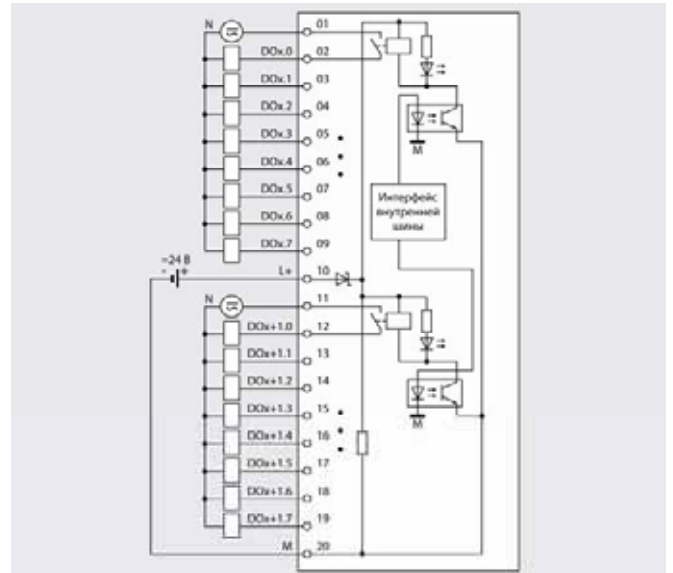 N 01
DOx.0 02
DOx.1 03
DOx.2 04
DOx.3 05
DOx.4 06
DOx.5 07
DOx.6 08
DOx.7 09
M
Интерфейс
внутренней
шины
=24 В
- +
L+ 10
N 11
DOx+1.0 12
DOx+1.1 13
DOx+1.2 14
DOx+1.3 15
DOx+1.4 16
DOx+1.5 17
DOx+1.6 18
DOx+1.7 19
M
M 20